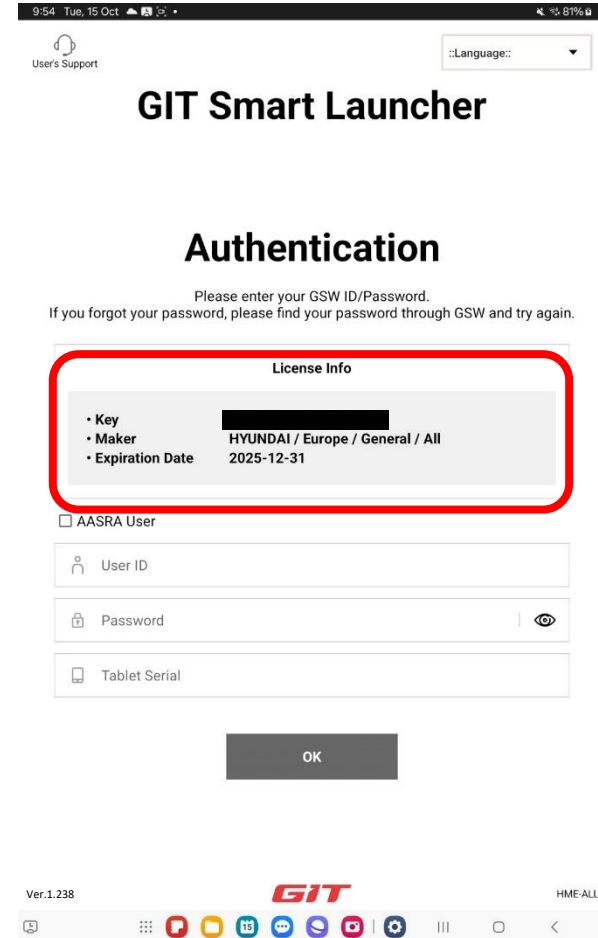 9:54 Tue, 15 Oct
81%
User's Support
::Language::
GIT Smart Launcher
Authentication
Please enter your GSW ID/Password.
If you forgot your password, please find your password through GSW and try again.
License Info
• Key
• Maker HYUNDAI / Europe / General / All
• Expiration Date 2025-12-31
AASRA User
User ID
Password
Tablet Serial
OK
Ver.1.238
GIT
HME-ALL
15